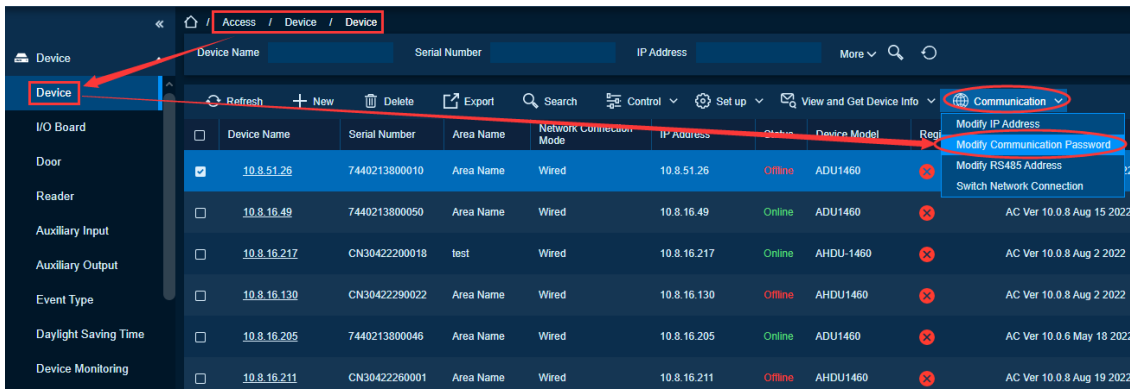 « / Access / Device / Device
Device
Device Name Serial Number IP Address More
Device
Refresh New Delete Export Search Control Set up View and Get Device Info Communication
Modify IP Address
Modify Communication Password
Modify RS485 Address
Switch Network Connection
I/O Board
Door
Reader
Auxiliary Input
Auxiliary Output
Event Type
Daylight Saving Time
Device Monitoring
Device Name Serial Number Area Name Network Connection Mode IP Address Status Device Model Regi
10.8.51.26 7440213800010 Area Name Wired 10.8.51.26 Offline ADU1460
10.8.16.49 7440213800050 Area Name Wired 10.8.16.49 Online ADU1460 AC Ver 10.0.8 Aug 15 2022
10.8.16.217 CN30422200018 test Wired 10.8.16.217 Online AHDU-1460 AC Ver 10.0.8 Aug 2 2022
10.8.16.130 CN30422290022 Area Name Wired 10.8.16.130 Offline AHDU1460 AC Ver 10.0.8 Aug 2 2022
10.8.16.205 7440213800046 Area Name Wired 10.8.16.205 Online ADU1460 AC Ver 10.0.6 May 18 2022
10.8.16.211 CN30422260001 Area Name Wired 10.8.16.211 Offline AHDU1460 AC Ver 10.0.8 Aug 19 2022